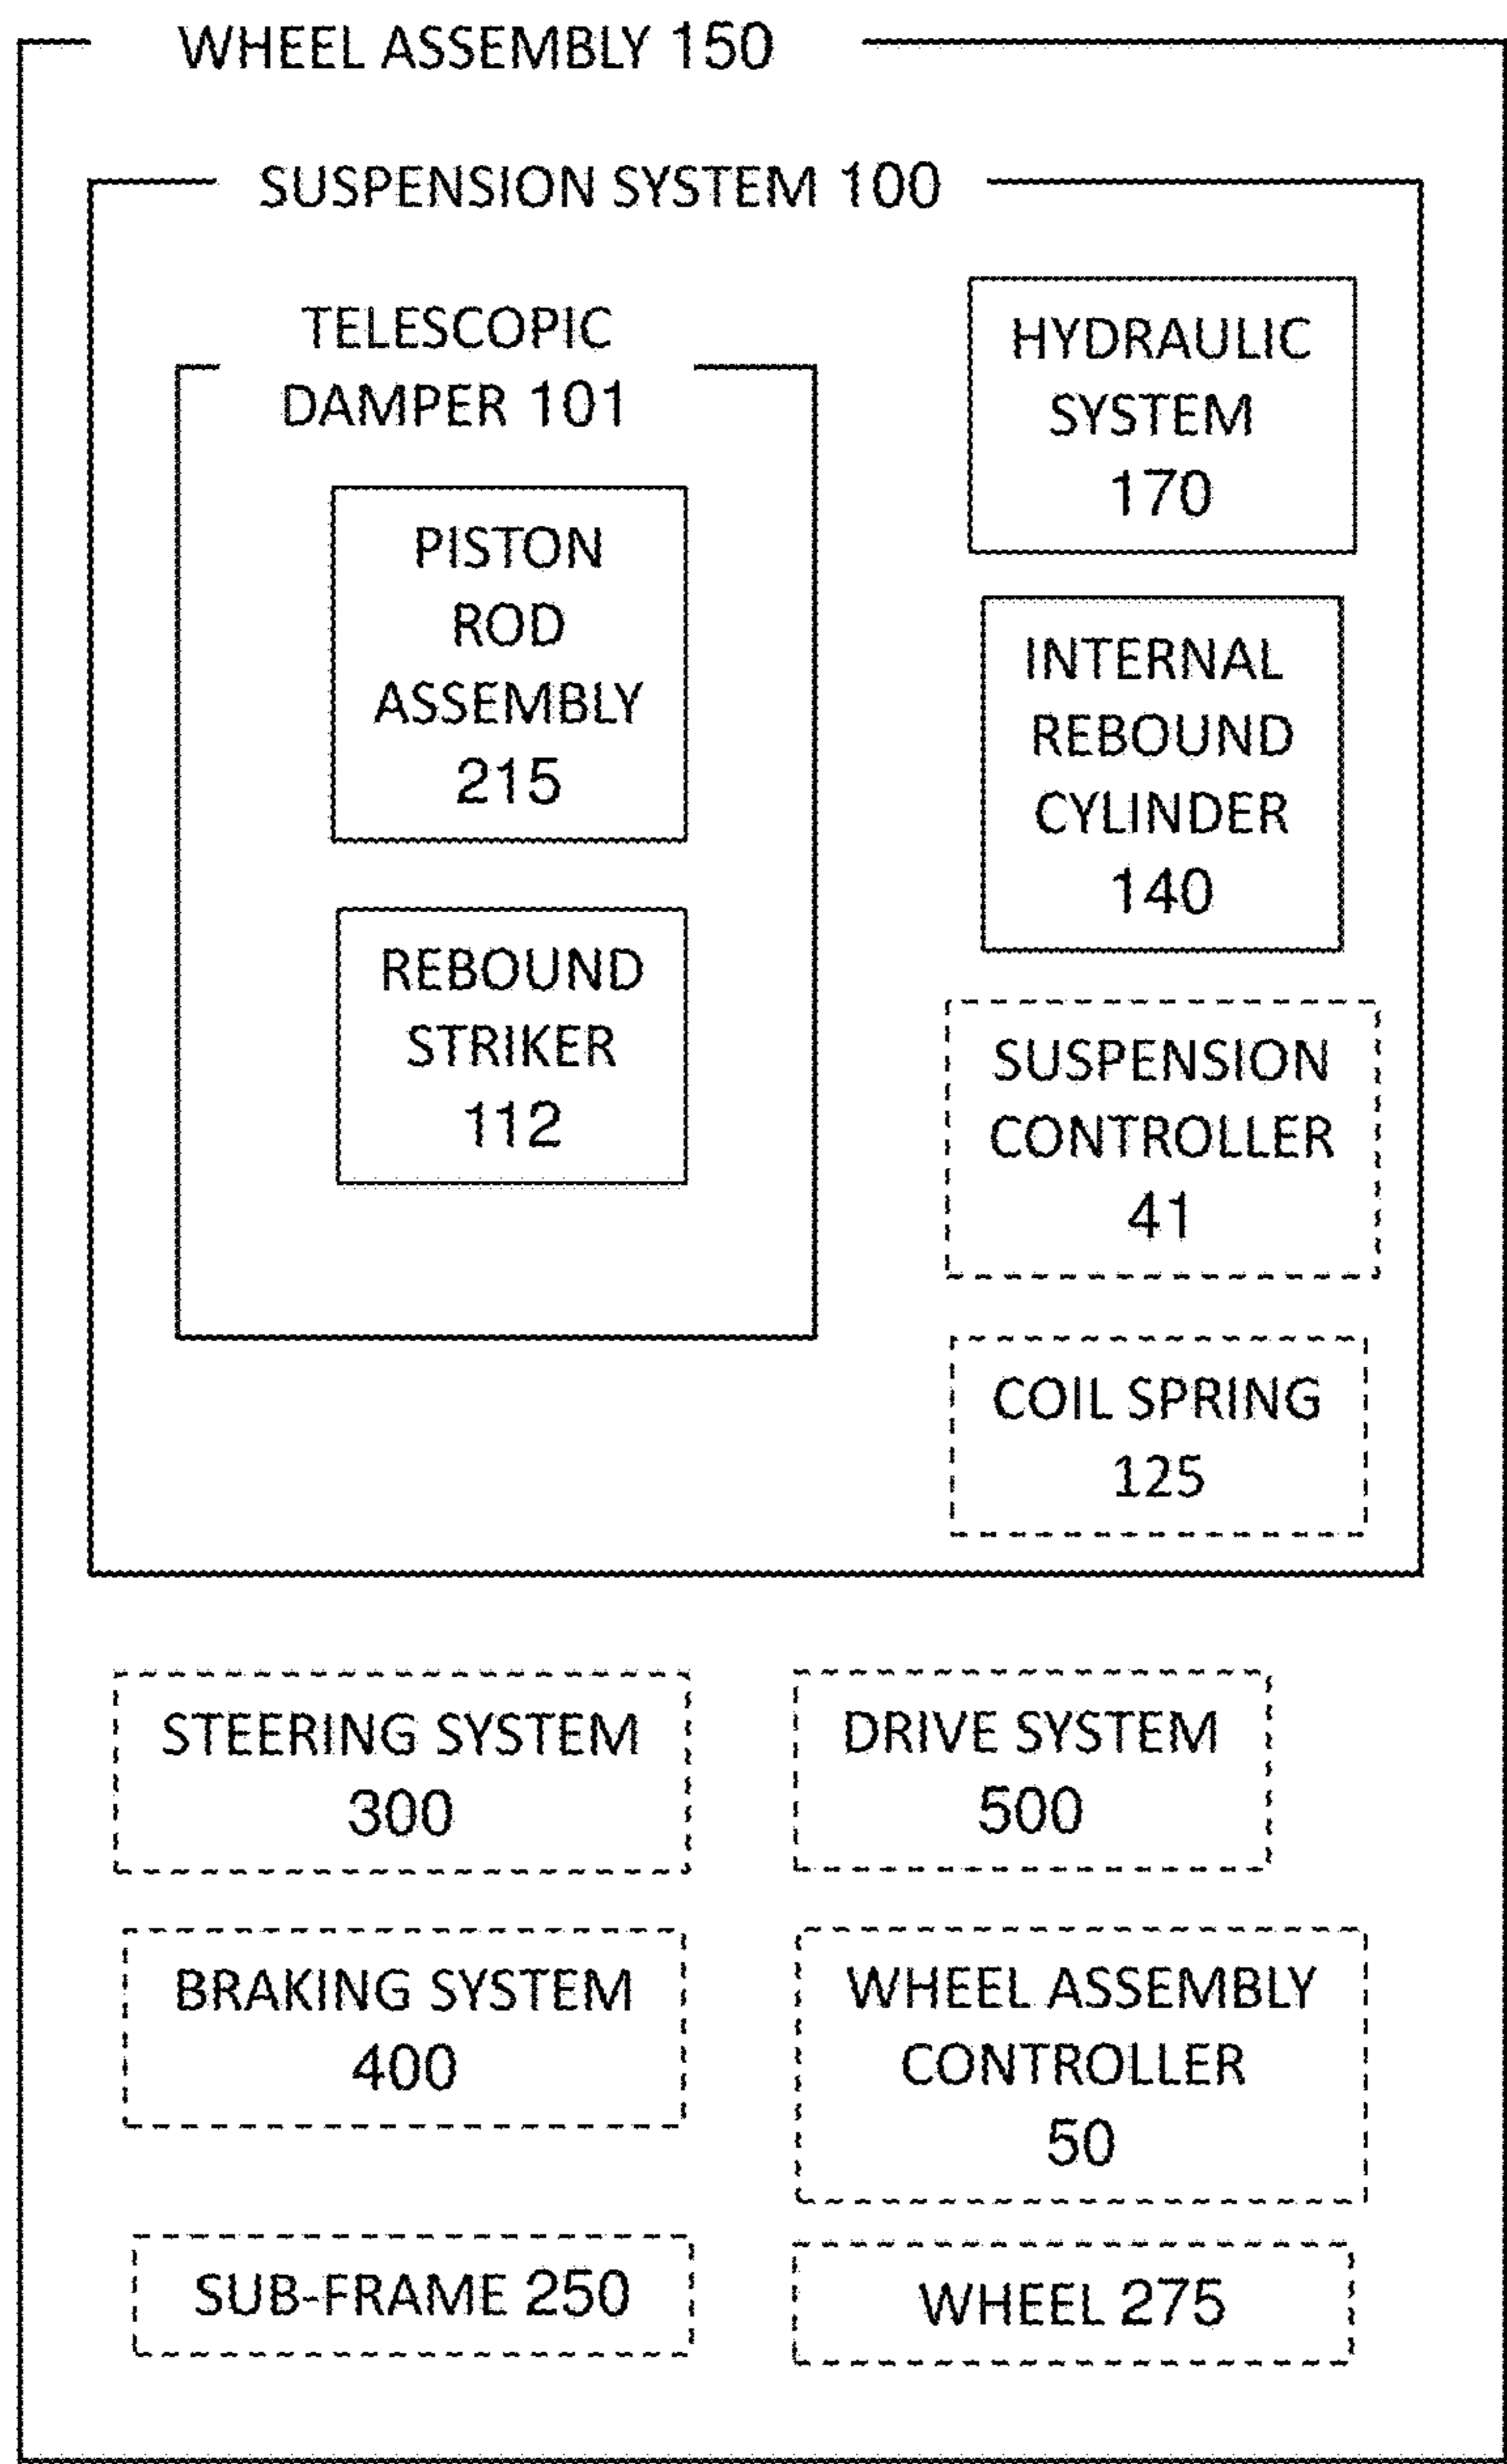 WHEEL ASSEMBLY 150
SUSPENSION SYSTEM 100
TELESCOPIC
DAMPER 101
PISTON
ROD
ASSEMBLY
215
REBOUND
STRIKER
112
HYDRAULIC
SYSTEM
170
INTERNAL
REBOUND
CYLINDER
140
SUSPENSION
CONTROLLER
41
COIL SPRING
125
STEERING SYSTEM
300
DRIVE SYSTEM
500
BRAKING SYSTEM
400
WHEEL ASSEMBLY
CONTROLLER
50
SUB-FRAME 250
WHEEL 275